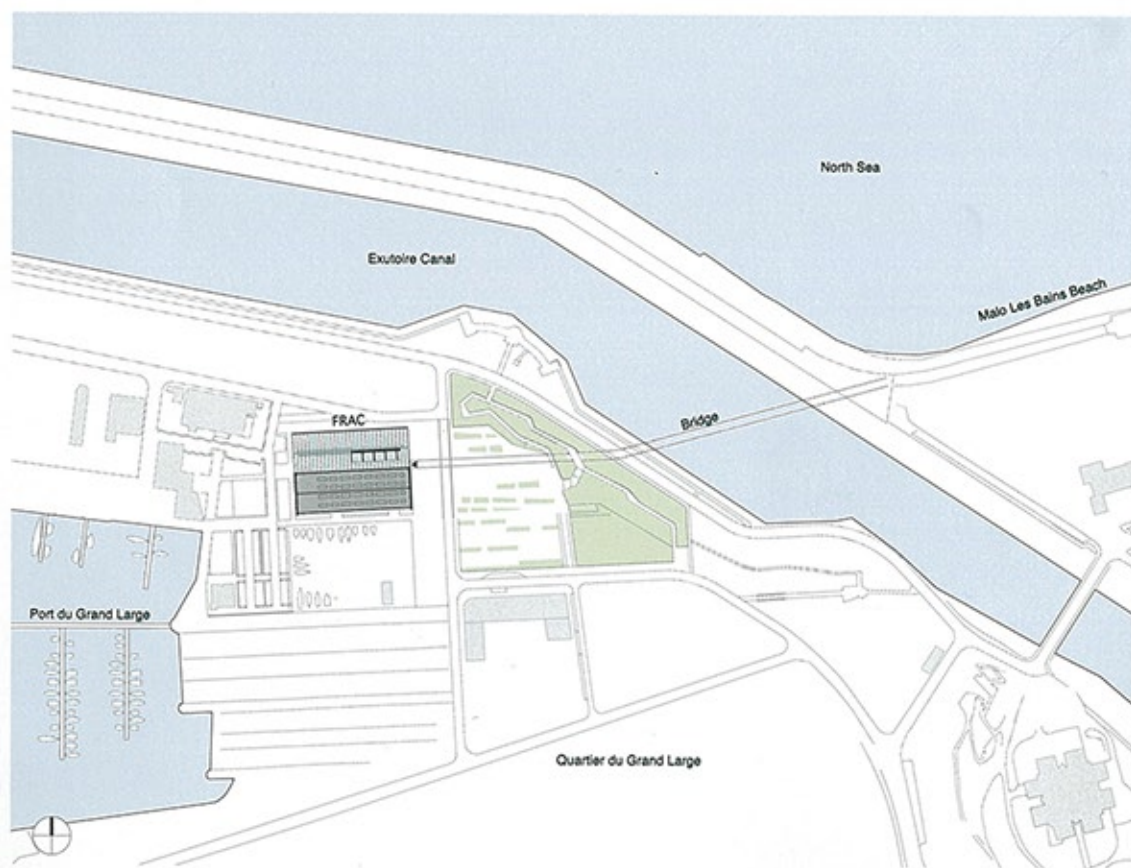 North Sea
Exutoire Canal
Malo Les Bains Beach
FRAC
Bridge
Port du Grand Large
Quartier du Grand Large